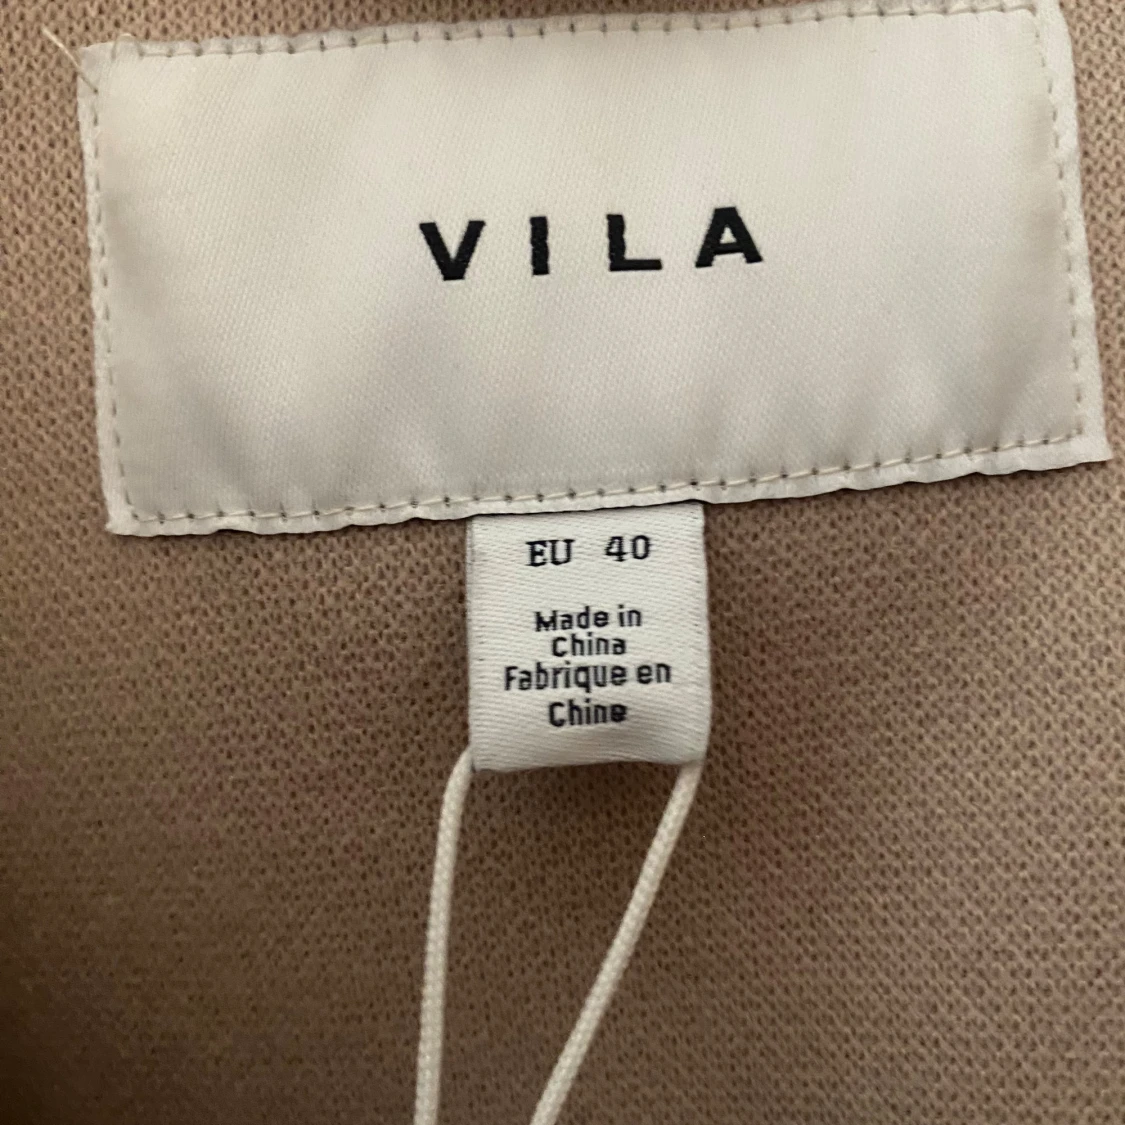 VILA
EU 40
Made in
China
Fabrique en
Chine